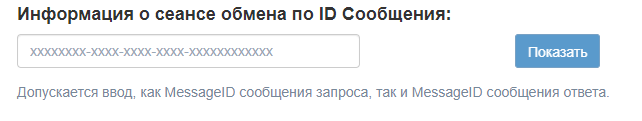 Информация о сеансе обмена по ID Сообщения:
xxxxxxxx-xxxx-xxxx-xxxx-xxxxxxxxxxxx
Показать
Допускается ввод, как MessageID сообщения запроса, так и MessageID сообщения ответа.